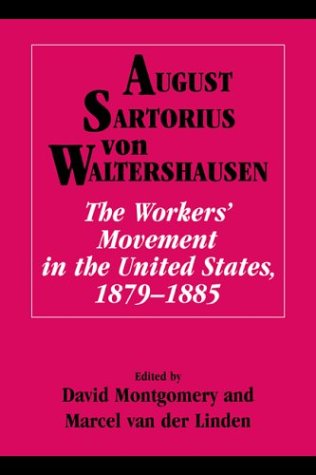 AUGUST
SARTORIUS
von
WALTERSHAUSEN
The Workers'
Movement
in the United States,
1879–1885
Edited by
David Montgomery and
Marcel van der Linden